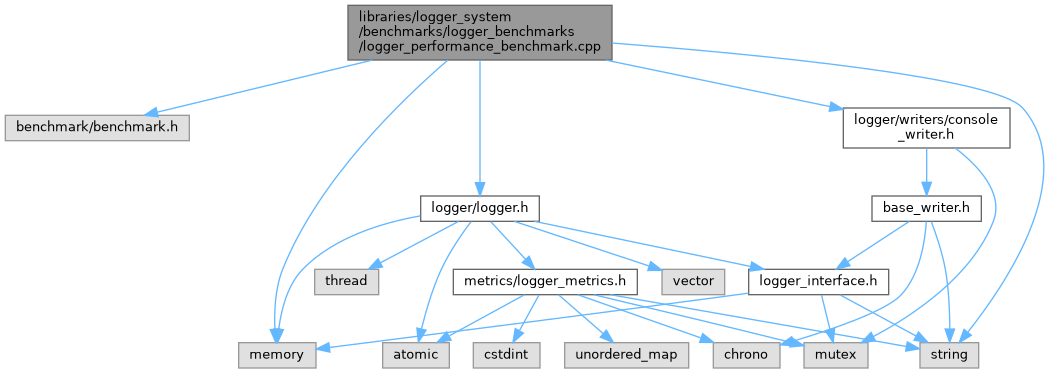 libraries/logger_system
/benchmarks/logger_benchmarks
/logger_performance_benchmark.cpp
benchmark/benchmark.h
logger/writers/console
_writer.h
logger/logger.h
base_writer.h
thread
metrics/logger_metrics.h
vector
logger_interface.h
memory
atomic
cstdint
unordered_map
chrono
mutex
string